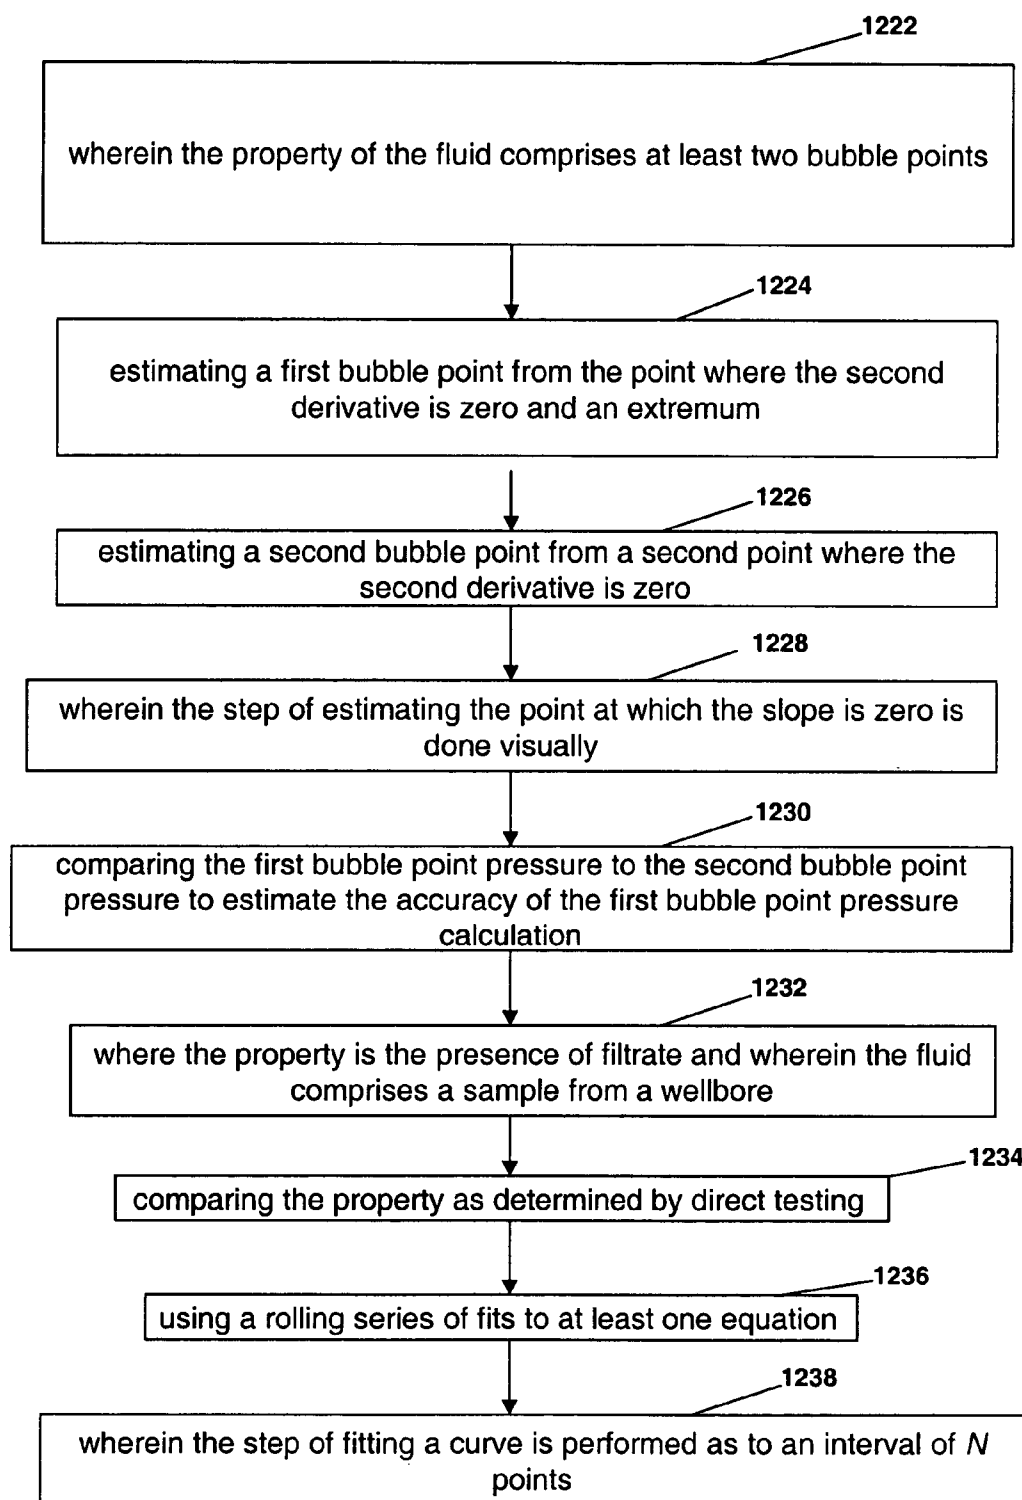 1222
wherein the property of the fluid comprises at least two bubble points
1224
estimating a first bubble point from the point where the second
derivative is zero and an extremum
1226
estimating a second bubble point from a second point where the
second derivative is zero
1228
wherein the step of estimating the point at which the slope is zero is
done visually
1230
comparing the first bubble point pressure to the second bubble point
pressure to estimate the accuracy of the first bubble point pressure
calculation
1232
where the property is the presence of filtrate and wherein the fluid
comprises a sample from a wellbore
1234
comparing the property as determined by direct testing
1236
using a rolling series of fits to at least one equation
1238
wherein the step of fitting a curve is performed as to an interval of N
points